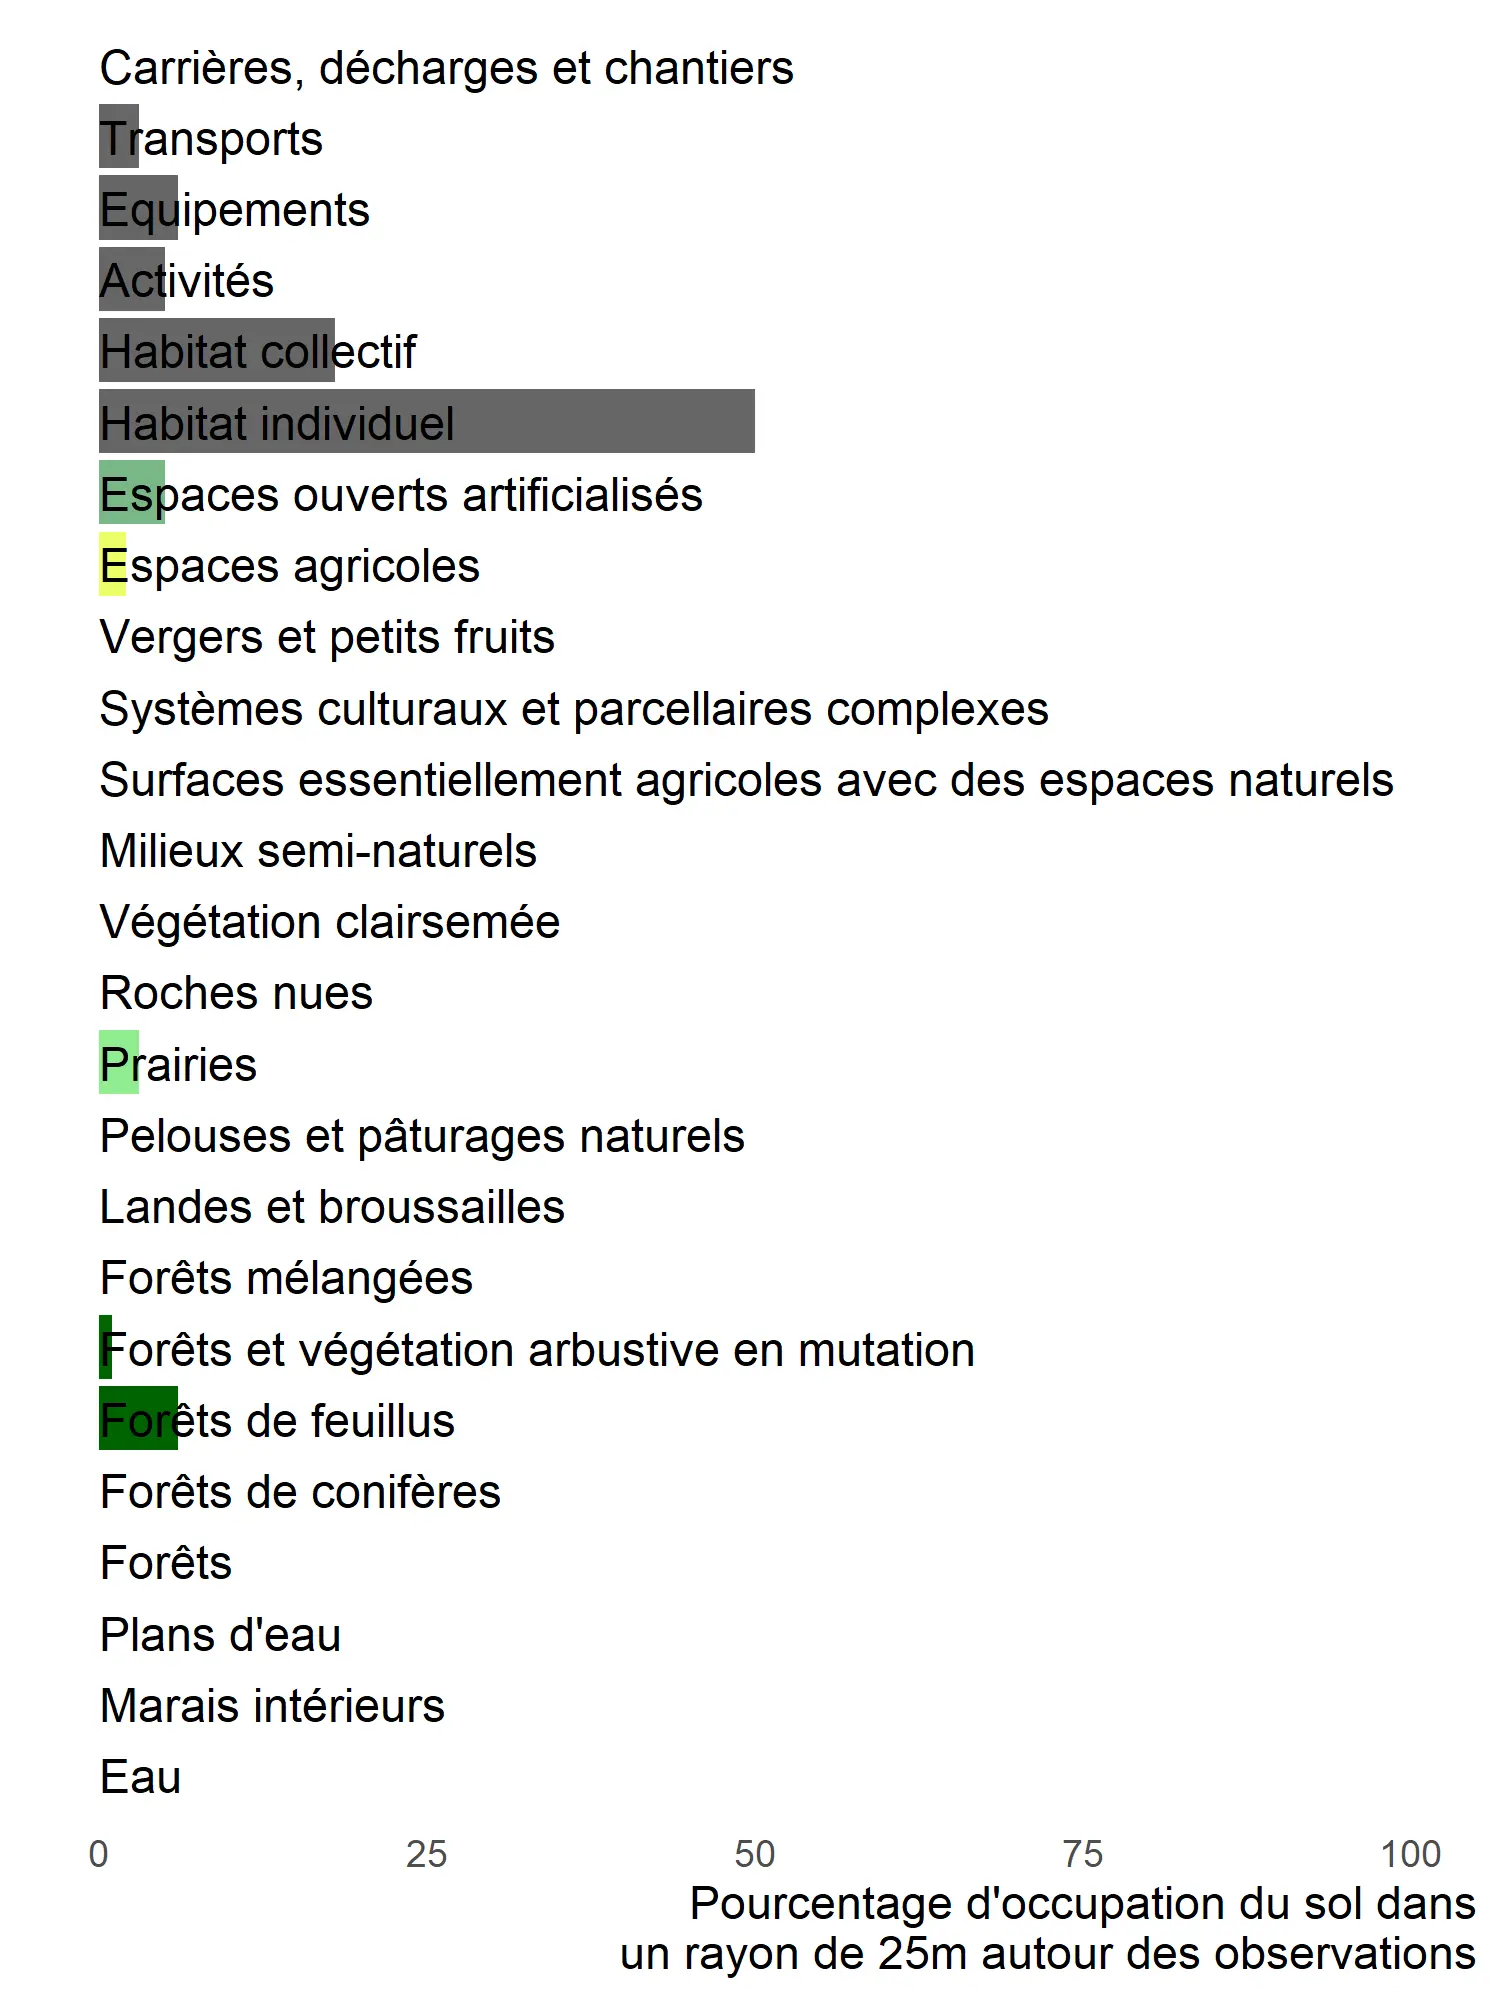 Carrières, décharges et chantiers
Transports
Equipements
Activités
Habitat collectif
Habitat individuel
Espaces ouverts artificialisés
Espaces agricoles
Vergers et petits fruits
Systèmes culturaux et parcellaires complexes
Surfaces essentiellement agricoles avec des espaces naturels
Milieux semi-naturels
Végétation clairsemée
Roches nues
Prairies
Pelouses et pâturages naturels
Landes et broussailles
Forêts mélangées
Forêts et végétation arbustive en mutation
Forêts de feuillus
Forêts de conifères
Forêts
Plans d'eau
Marais intérieurs
Eau
0 25 50 75 100
Pourcentage d'occupation du sol dans
un rayon de 25m autour des observations